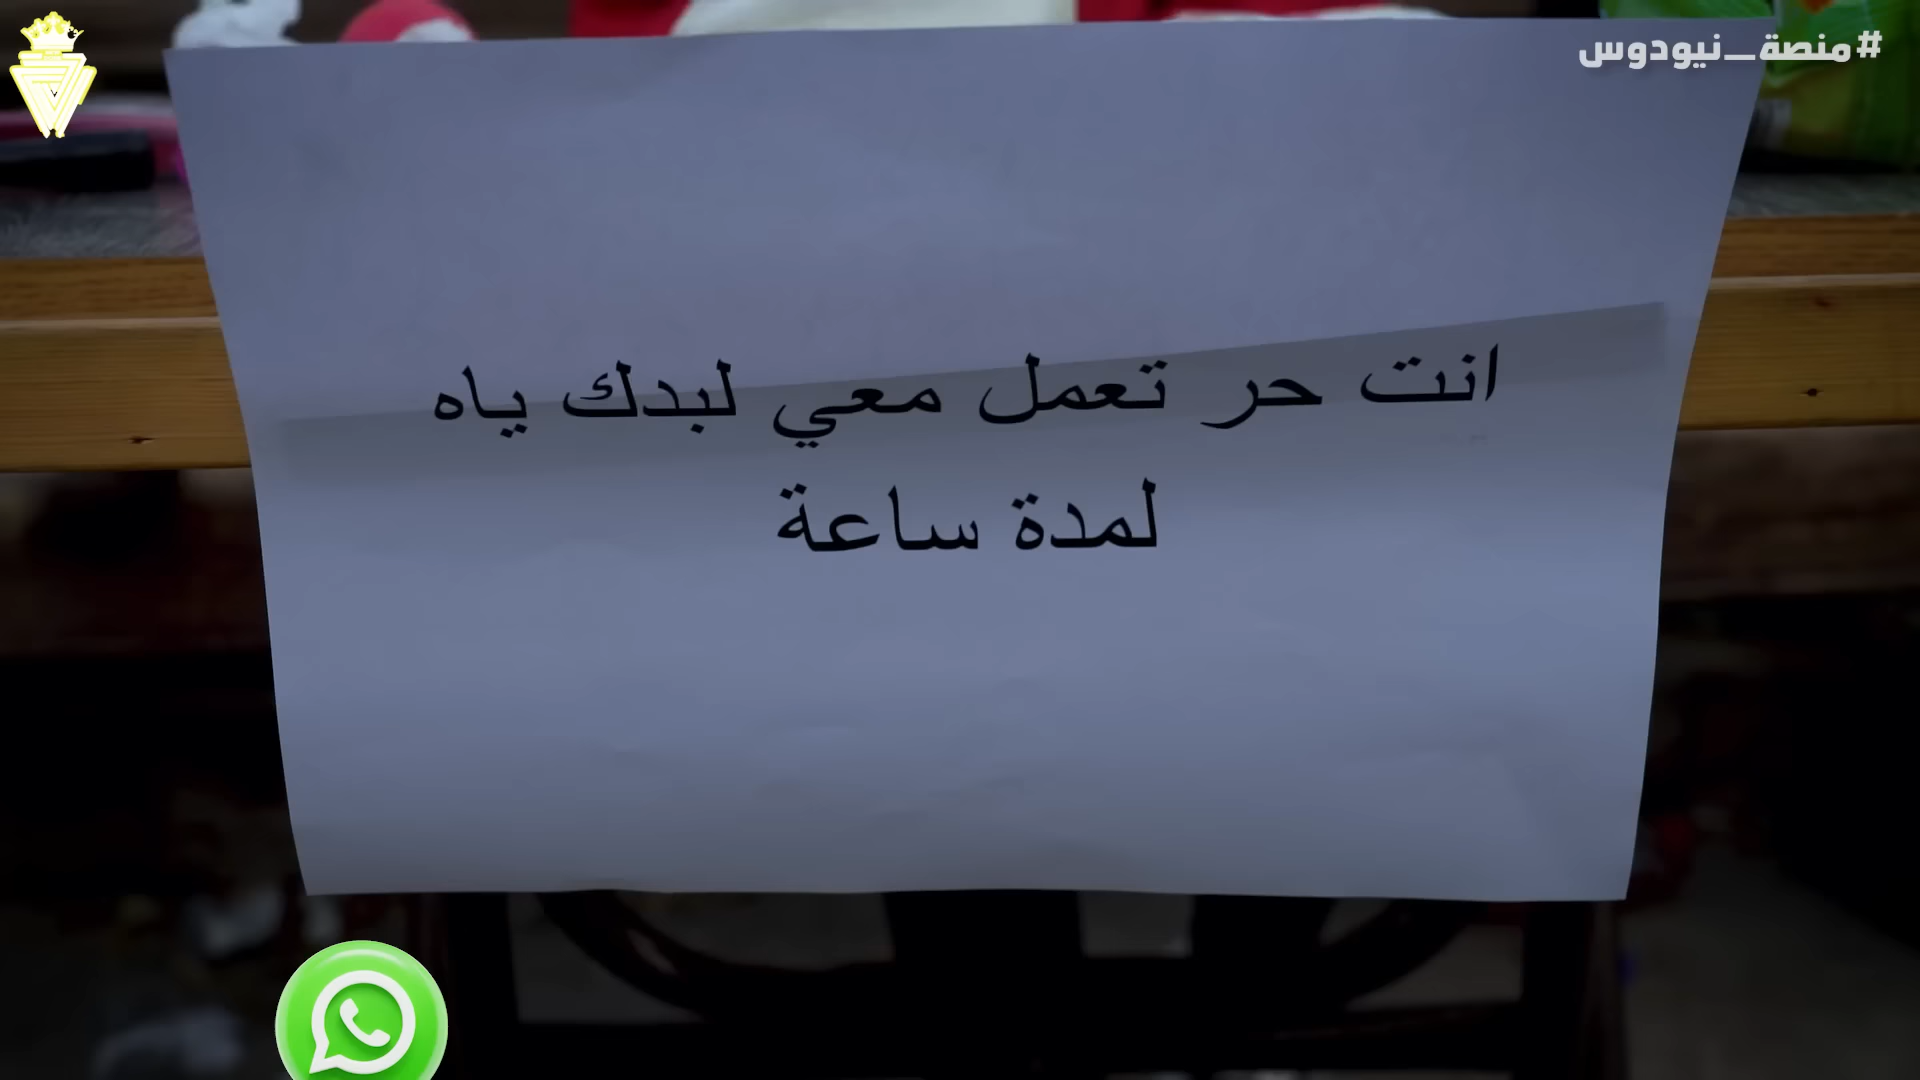 #منصة_نيودوس
انت حر تعمل معي لبدك ياه
لمدة ساعة